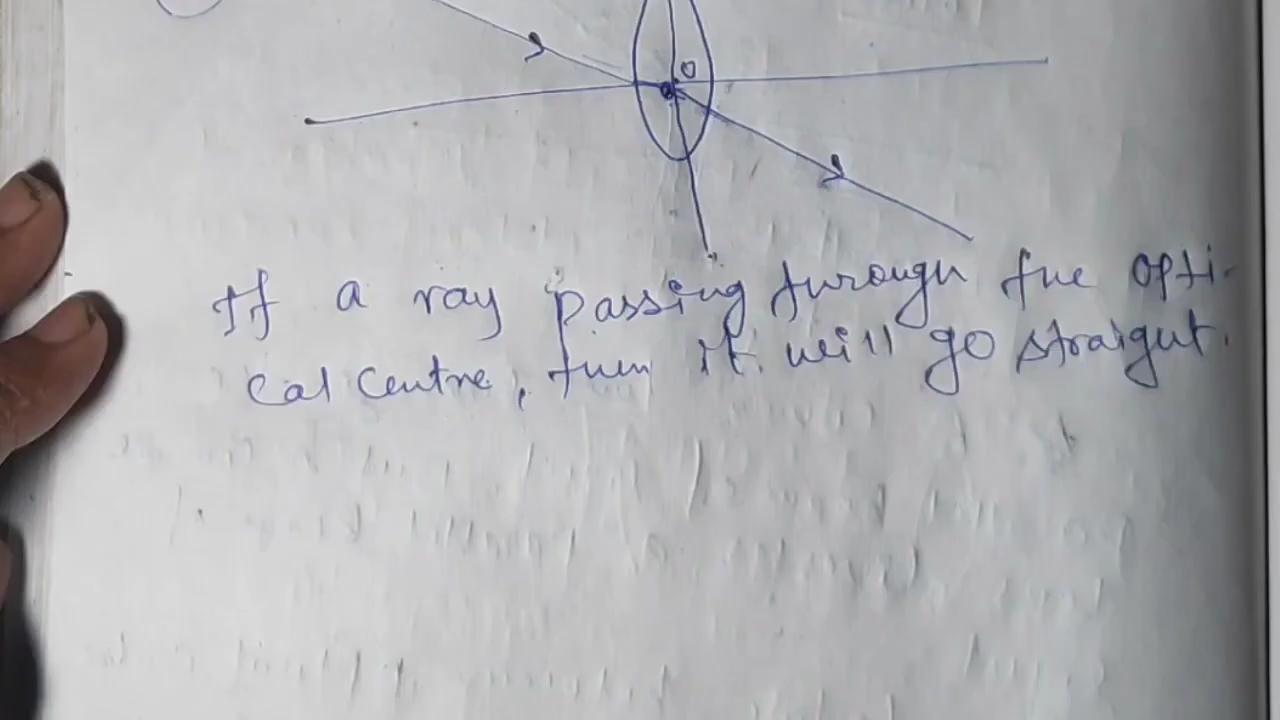 O
If a ray passing through the opti-
cal centre, then it will go straight.